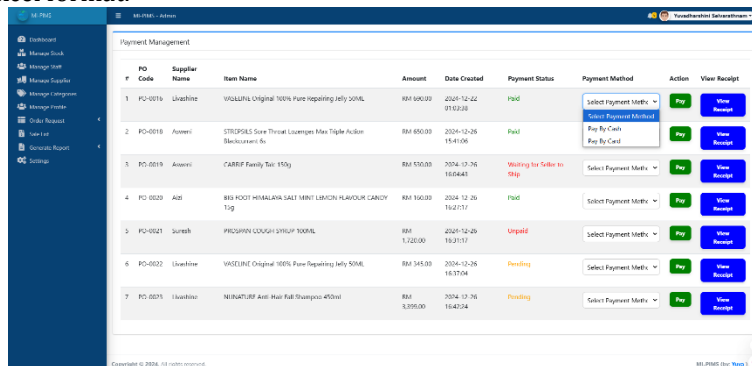 MI-PIMS
MI-PIMS - Admin
Yuvadharshini Selvarathnam
Dashboard
Manage Stock
Manage Staff
Manage Supplier
Manage Categories
Manage Profile
Order Request
Sale List
Generate Report
Settings
Payment Management
# PO Code Supplier Name Item Name Amount Date Created Payment Status Payment Method Action View Receipt
1 PO-0016 Livashine VASELINE Original 100% Pure Repairing Jelly 50ML RM 690.00 2024-12-22 01:03:38 Paid Select Payment Metho Pay View Receipt
Select Payment Method
Pay By Cash
Pay By Card
2 PO-0018 Asweni STREPSILS Sore Throat Lozenges Max Triple Action Blackcurrant 8s RM 650.00 2024-12-26 15:41:06 Paid Pay View Receipt
3 PO-0019 Asweni CARRIE Family Talc 150g RM 530.00 2024-12-26 16:04:43 Waiting for Seller to Ship Select Payment Metho Pay View Receipt
4 PO-0020 Aizi BIG FOOT HIMALAYA SALT MINT LEMON FLAVOUR CANDY 15g RM 160.00 2024-12-26 16:27:17 Paid Select Payment Metho Pay View Receipt
5 PO-0021 Suresh PROSPAN COUGH SYRUP 100ML RM 1,720.00 2024-12-26 16:31:17 Unpaid Select Payment Metho Pay View Receipt
6 PO-0022 Livashine VASELINE Original 100% Pure Repairing Jelly 50ML RM 345.00 2024-12-26 16:37:04 Pending Select Payment Metho Pay View Receipt
7 PO-0023 Livashine Anti-Hair Fall Shampoo 450ml RM 3,399.00 2024-12-26 16:42:24 Pending Select Payment Metho Pay View Receipt
Copyright © 2024. All rights reserved.
MI-PIMS (by: Yuva)